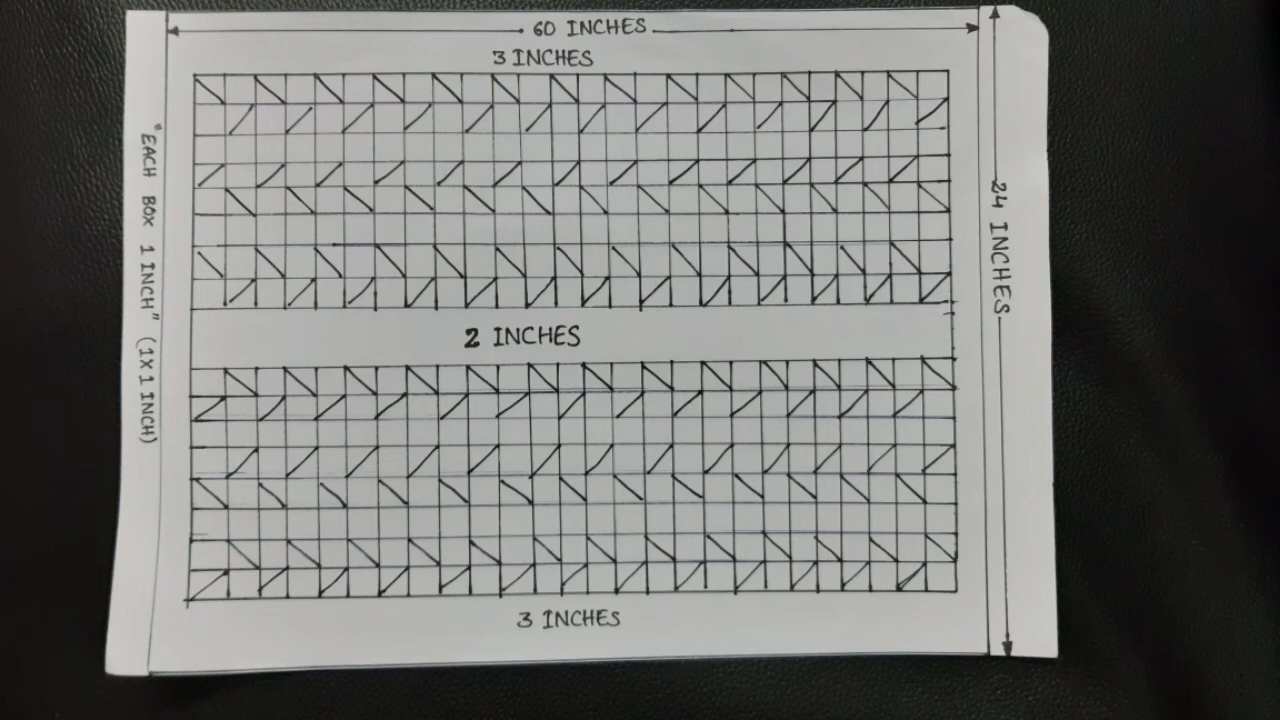 60 INCHES
3 INCHES
"EACH BOX 1 INCH" (1X1 INCH)
24 INCHES
2 INCHES
3 INCHES